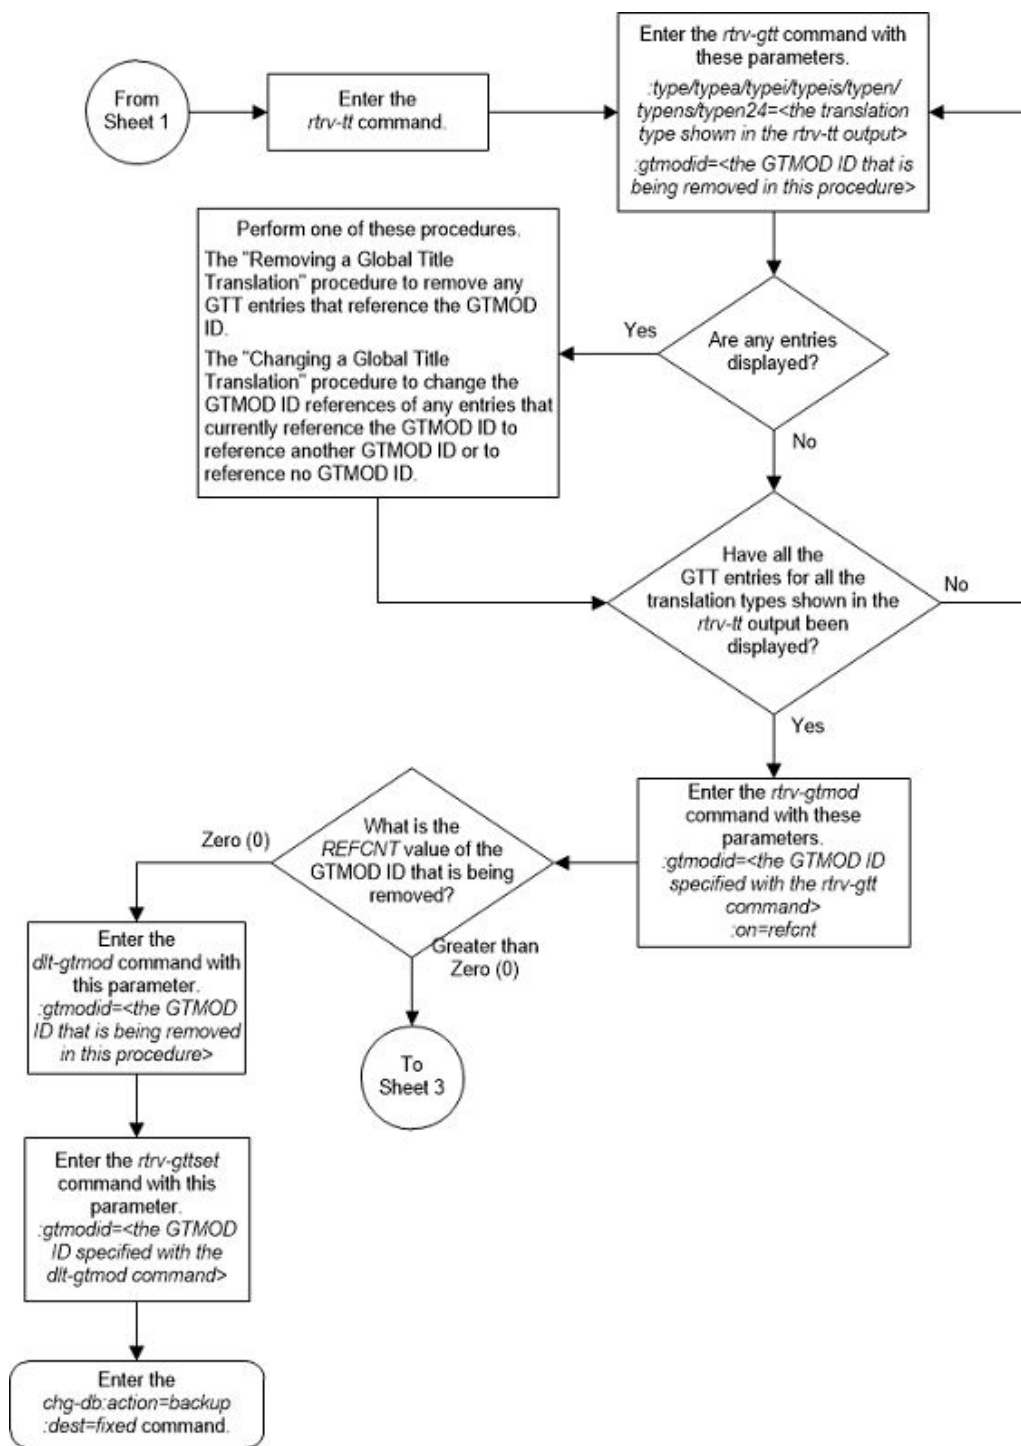 From
Sheet 1
Enter the
rtrv-tt command.
Enter the rtrv-gtt command with
these parameters.
:type/typea/typei/typeis/typen/
typens/typen24=<the translation
type shown in the rtrv-tt output>
:gtmodid=<the GTMOD ID that is
being removed in this procedure>
Perform one of these procedures.
The "Removing a Global Title
Translation" procedure to remove any
GTT entries that reference the GTMOD
ID.
The "Changing a Global Title
Translation" procedure to change the
GTMOD ID references of any entries that
currently reference the GTMOD ID to
reference another GTMOD ID or to
reference no GTMOD ID.
Yes
Are any entries
displayed?
No
Have all the
GTT entries for all the
translation types shown in the
rtrv-tt output been
displayed?
No
Yes
Enter the rtrv-gtmod
command with these
parameters.
:gtmodid=<the GTMOD ID
specified with the rtrv-gtt
command>
:on=refcnt
What is the
REFCNT value of the
GTMOD ID that is being
removed?
Zero (0)
Greater than
Zero (0)
To
Sheet 3
Enter the
dlt-gtmod command with
this parameter.
:gtmodid=<the GTMOD
ID that is being removed
in this procedure>
Enter the rtrv-gttset
command with this
parameter.
:gtmodid=<the GTMOD
ID specified with the
dlt-gtmod command>
Enter the
chg-db:action=backup
:dest=fixed command.